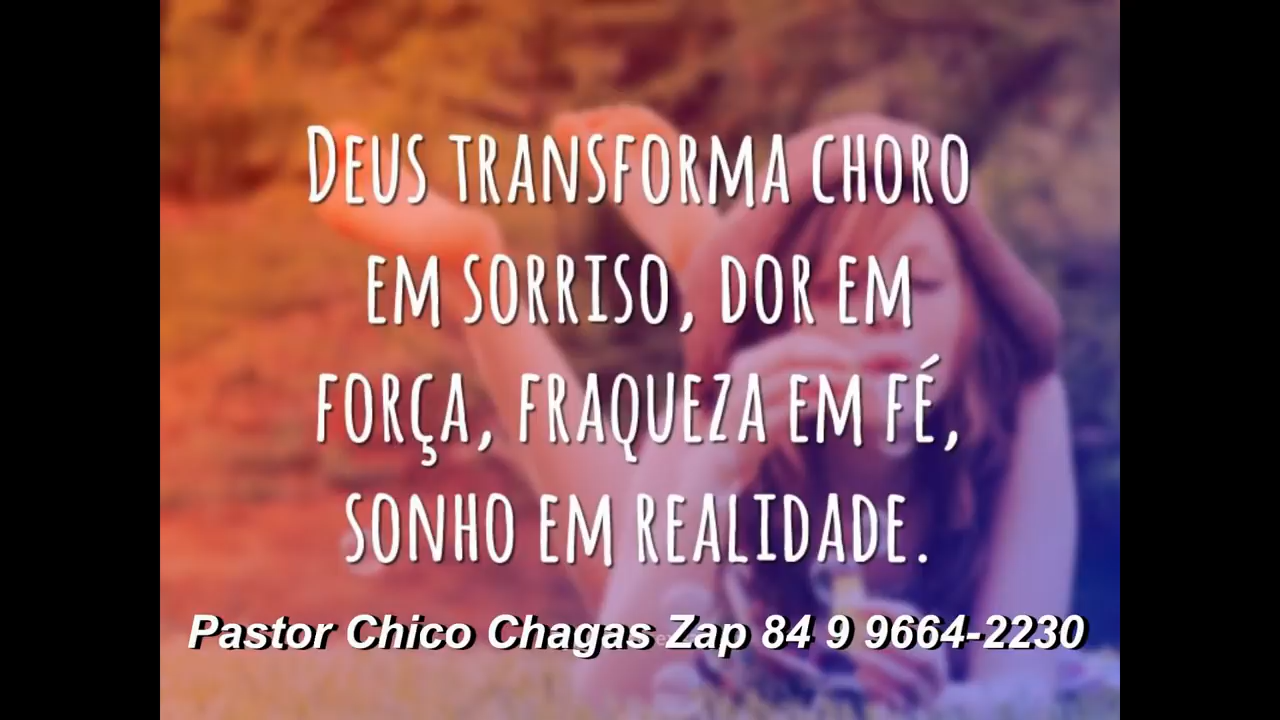 DEUS TRANSFORMA CHORO
EM SORRISO, DOR EM
FORÇA, FRAQUEZA EM FÉ,
SONHO EM REALIDADE.
Pastor Chico Chagas Zap 84 9 9664-2230